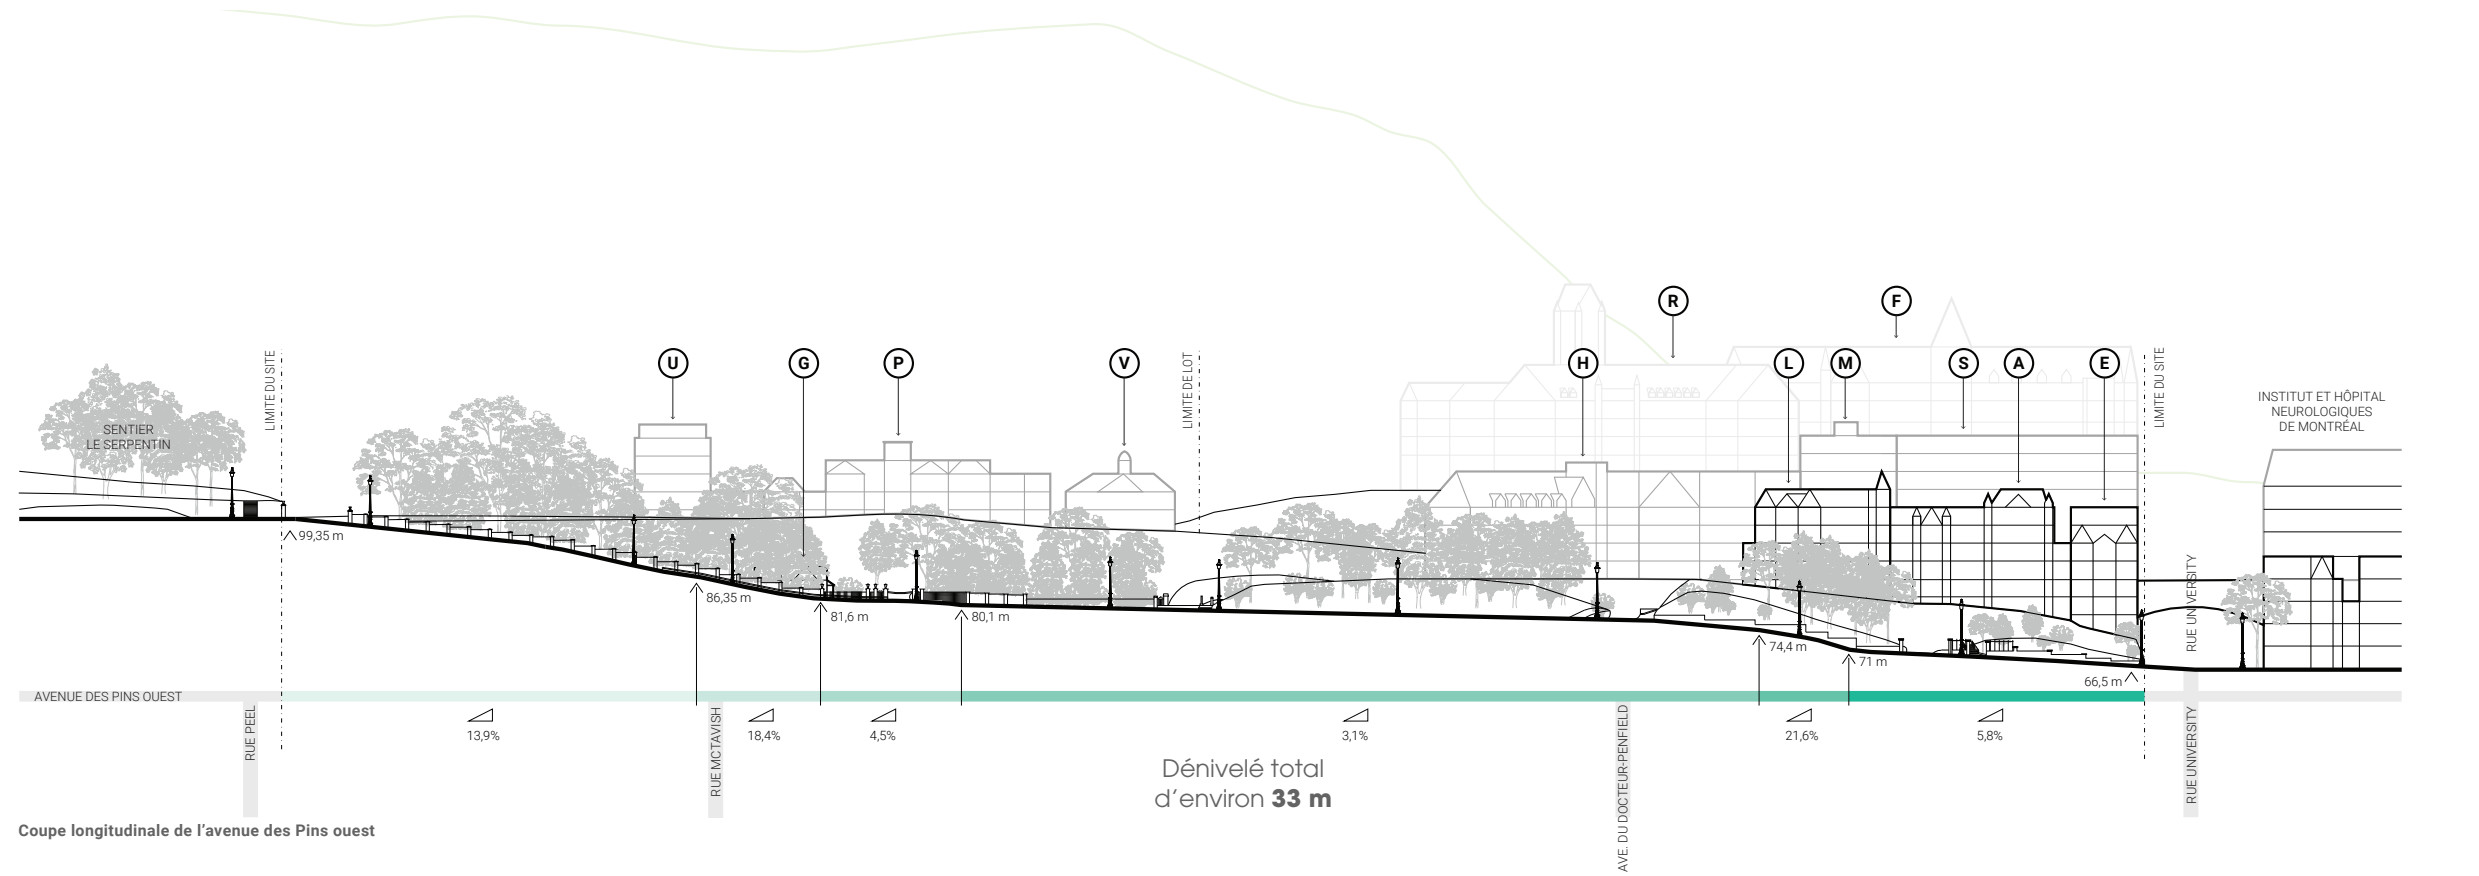 R
F
U
G
P
V
H
L
M
S
A
E
LIMITE DU SITE
LIMITE DE LOT
LIMITE DU SITE
SENTIER
LE SERPENTIN
INSTITUT ET HÔPITAL
NEUROLOGIQUES
DE MONTRÉAL
99,35 m
86,35 m
81,6 m
80,1 m
74,4 m
71 m
66,5 m
RUE UNIVERSITY
AVENUE DES PINS OUEST
RUE PEEL
RUE MCTAVISH
AVE. DU DOCTEUR-PENFIELD
RUE UNIVERSITY
13,9%
18,4%
4,5%
3,1%
21,6%
5,8%
Dénivelé total
d'environ 33 m
Coupe longitudinale de l'avenue des Pins ouest